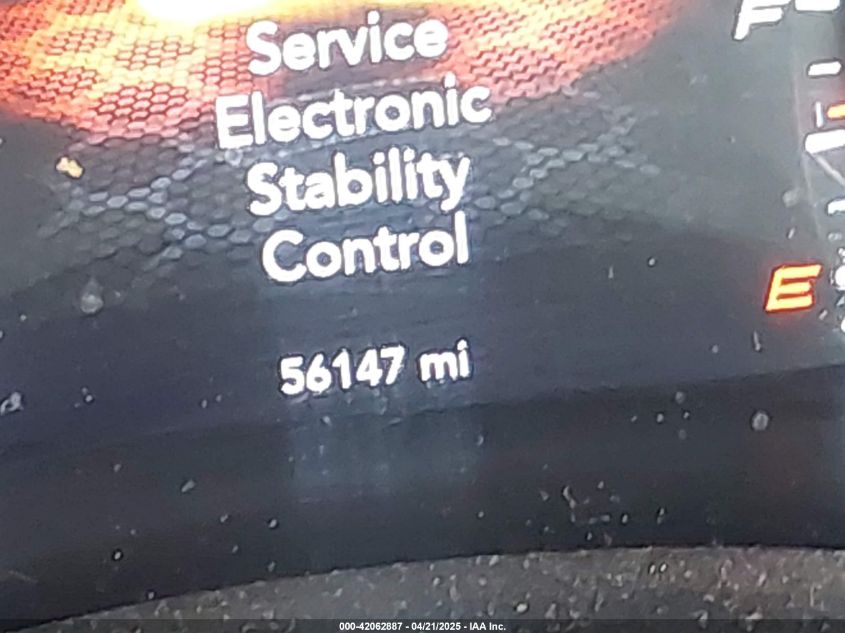 Service
F
Electronic
Stability
Control
E
56147 mi
000-42062887 - 04/21/2025 - IAA Inc.